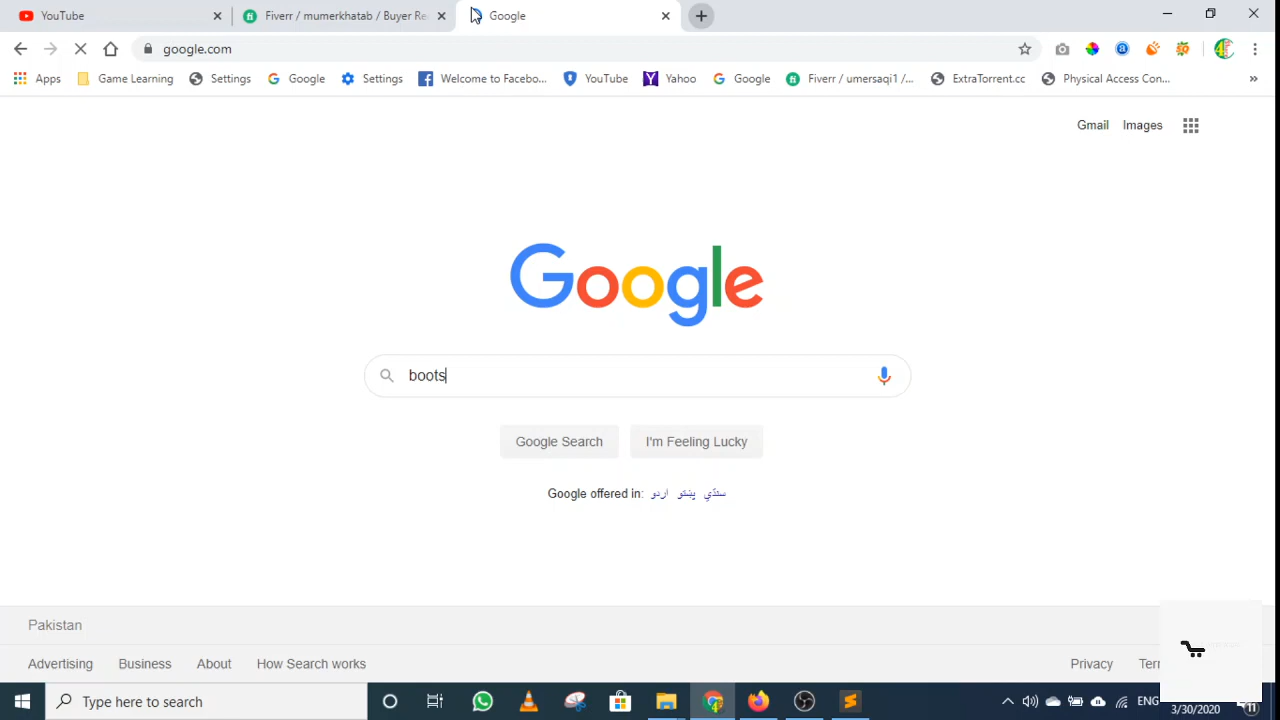 YouTube
Fiverr / mumerkhatab / Buyer Re
Google
google.com
Apps
Game Learning
Settings
Google
Settings
Welcome to Facebo...
YouTube
Yahoo
Google
Fiverr / umersaqi1 /...
ExtraTorrent.cc
Physical Access Con...
Gmail
Images
Google
boots
Google Search
I'm Feeling Lucky
Google offered in: اردو پښتو سنڌي
Pakistan
Advertising
Business
About
How Search works
Privacy
Type here to search
ENG
3/30/2020
11